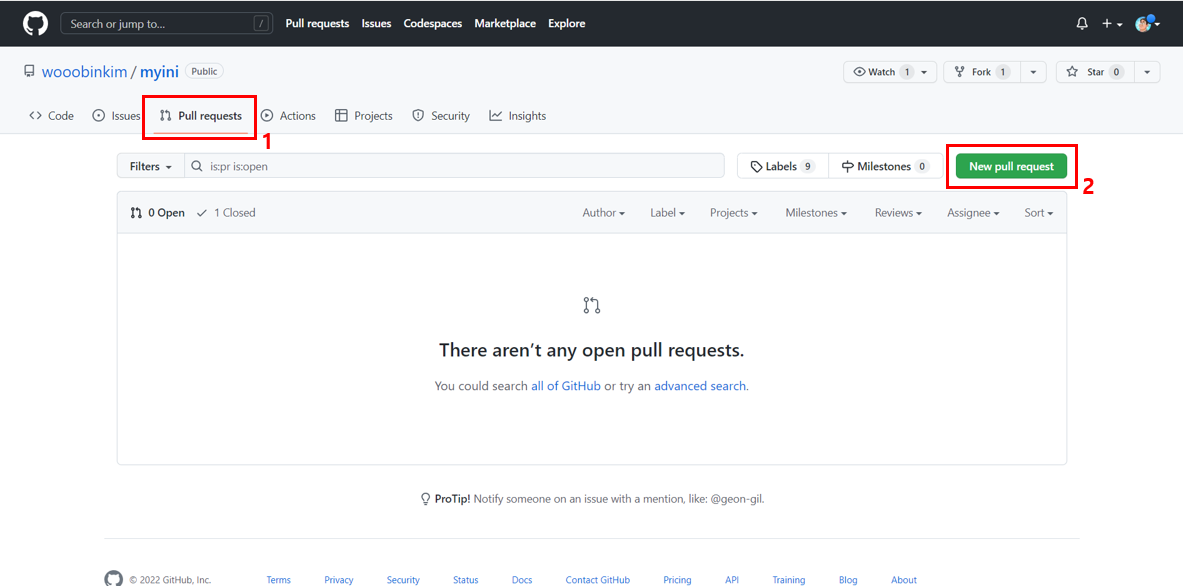 Search or jump to... / Pull requests Issues Codespaces Marketplace Explore
wooobinkim / myini Public Watch 1 Fork 1 Star 0
Code Issues Pull requests Actions Projects Security Insights
1
Filters is:pr is:open Labels 9 Milestones 0 New pull request
2
0 Open 1 Closed Author Label Projects Milestones Reviews Assignee Sort
There aren’t any open pull requests.
You could search all of GitHub or try an advanced search.
ProTip! Notify someone on an issue with a mention, like: @geon-gil.
© 2022 GitHub, Inc. Terms Privacy Security Status Docs Contact GitHub Pricing API Training Blog About